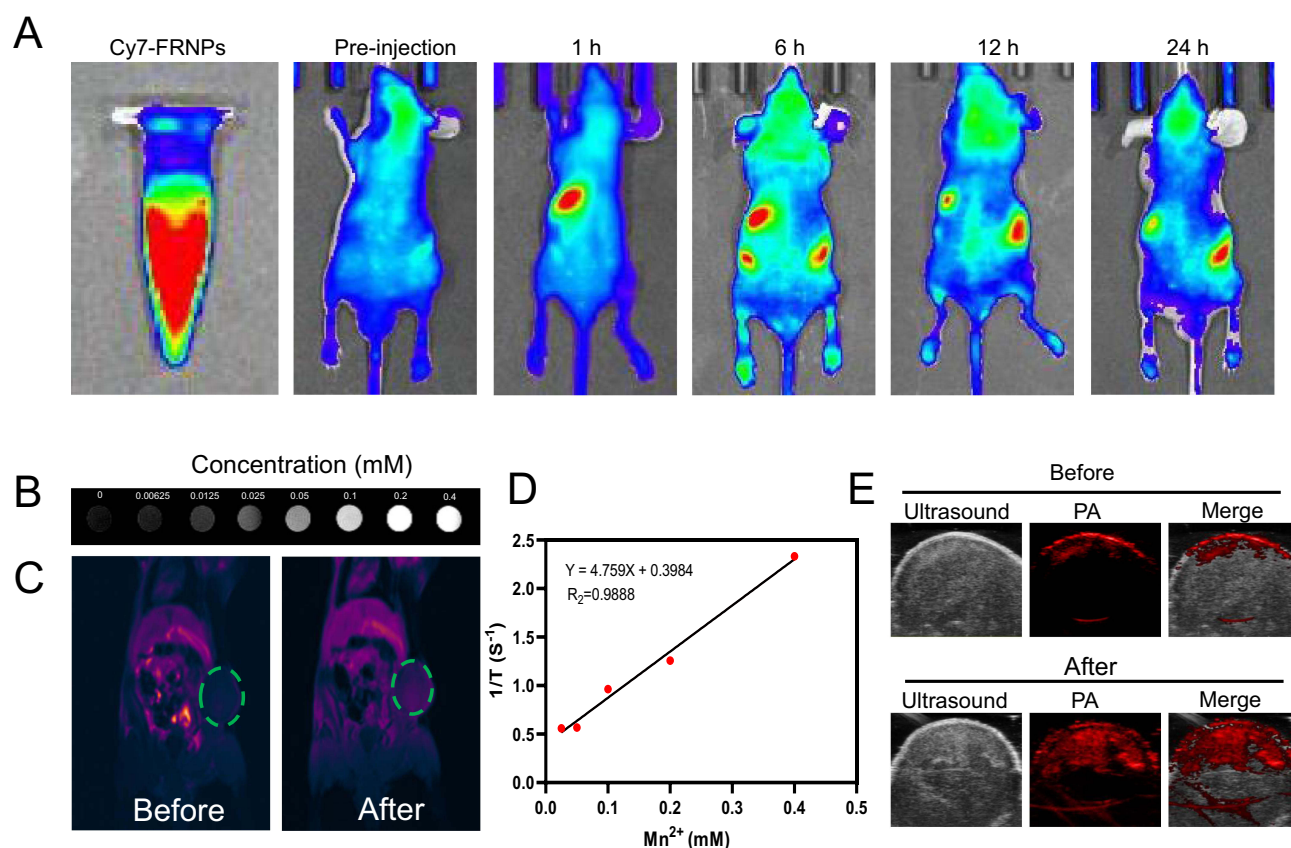 A
Cy7-FRNPs Pre-injection 1 h 6 h 12 h 24 h
B
Concentration (mM)
0 0.00625 0.0125 0.025 0.05 0.1 0.2 0.4
C
Before After
D
Y = 4.759X + 0.3984
R₂=0.9888
1/T (s⁻¹)
2.5
2.0
1.5
1.0
0.5
0.0
0.0 0.1 0.2 0.3 0.4 0.5
Mn²⁺ (mM)
E
Before
Ultrasound PA Merge
After
Ultrasound PA Merge